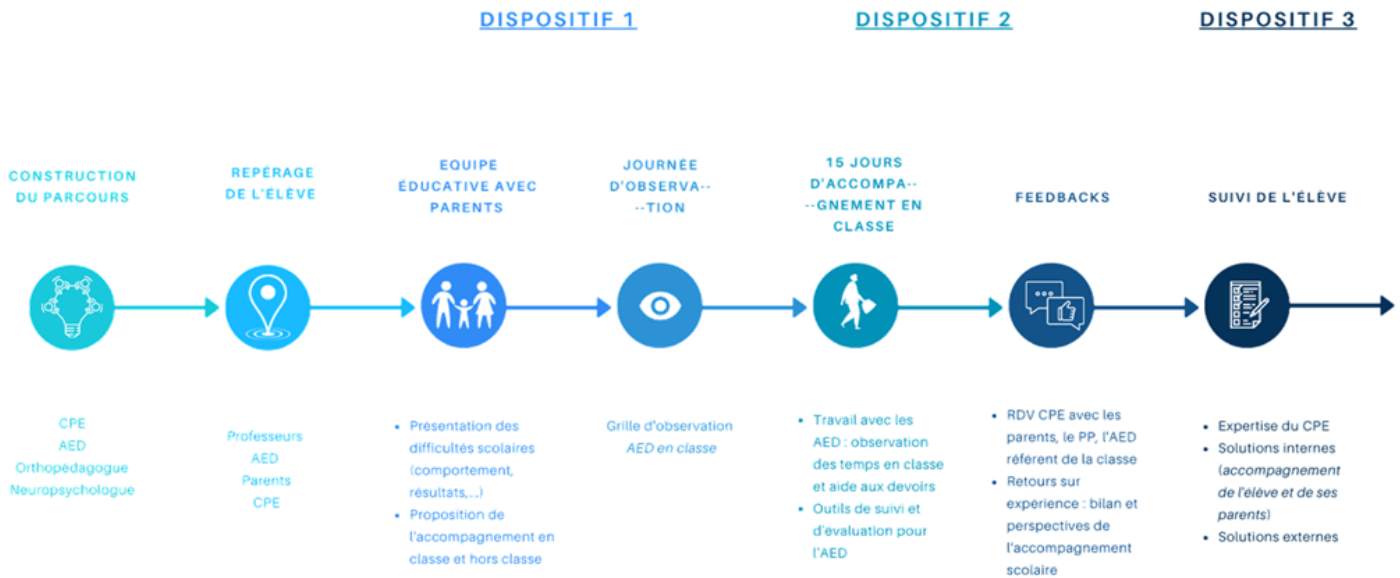 DISPOSITIF 1
DISPOSITIF 2
DISPOSITIF 3
CONSTRUCTION
DU PARCOURS
REPÉRAGE
DE L'ÉLÈVE
EQUIPE
ÉDUCATIVE AVEC
PARENTS
JOURNÉE
D'OBSERVA--
--TION
15 JOURS
D'ACCOMPA--
--GNEMENT EN
CLASSE
FEEDBACKS
SUIVI DE L'ÉLÈVE
CPE
AED
Orthopédagogue
Neuropsychologue
Professeurs
AED
Parents
CPE
• Présentation des
difficultés scolaires
(comportement,
résultats,...)
• Proposition de
l'accompagnement en
classe et hors classe
Grille d'observation
AED en classe
• Travail avec les
AED : observation
des temps en classe
et aide aux devoirs
• Outils de suivi et
d'évaluation pour
l'AED
• RDV CPE avec les
parents, le PP, l'AED
référent de la classe
• Retours sur
expérience : bilan et
perspectives de
l'accompagnement
scolaire
• Expertise du CPE
• Solutions internes
(accompagnement
de l'élève et de ses
parents)
• Solutions externes